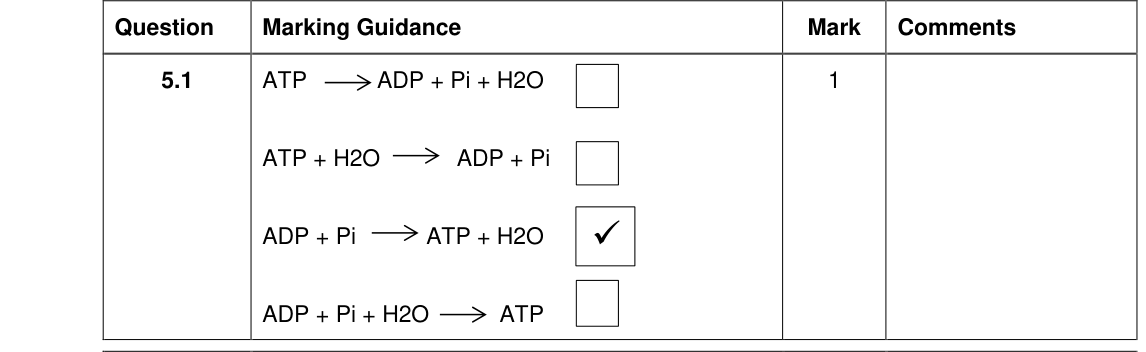 Question Marking Guidance Mark Comments
5.1 ATP ⟶ ADP + Pi + H2O 1
ATP + H2O ⟶ ADP + Pi
ADP + Pi ⟶ ATP + H2O ✓
ADP + Pi + H2O ⟶ ATP